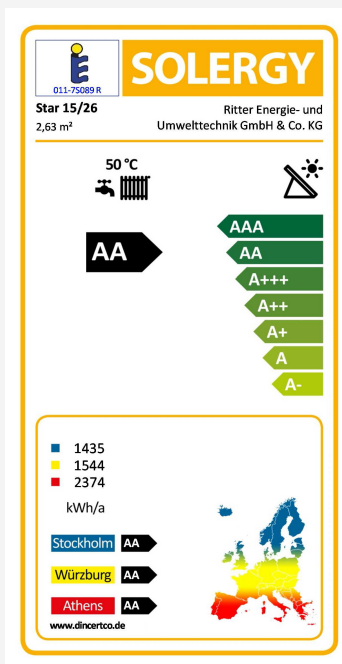 SOLERGY
011-7S089 R
Star 15/26
2,63 m²
Ritter Energie- und
Umwelttechnik GmbH & Co. KG
50 °C
AA
AAA
AA
A+++
A++
A+
A
A-
1435
1544
2374
kWh/a
Stockholm AA
Würzburg AA
Athens AA
www.dincertco.de